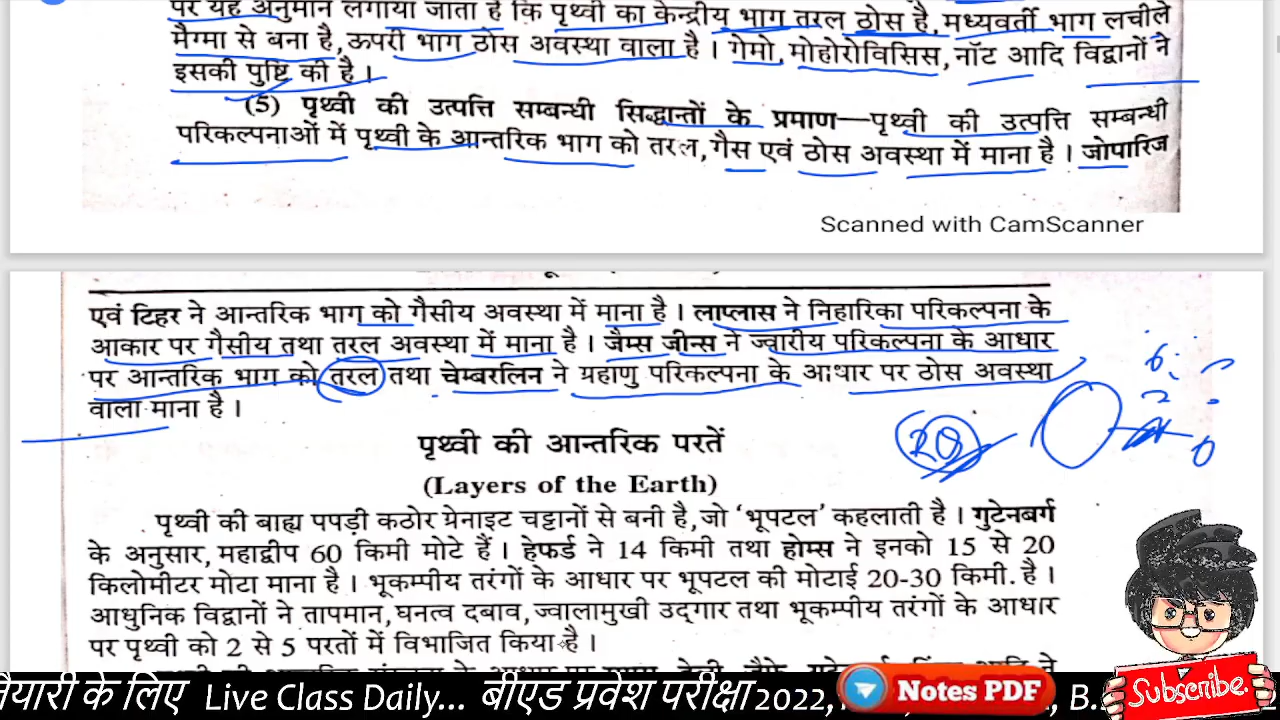 पर यह अनुमान लगाया जाता है कि पृथ्वी का केन्द्रीय भाग तरल ठोस है, मध्यवर्ती भाग लचीले
मैग्मा से बना है, ऊपरी भाग ठोस अवस्था वाला है। गेमो, मोहोरोविसिस, नॉट आदि विद्वानों ने
इसकी पुष्टि की है।
(5) पृथ्वी की उत्पत्ति सम्बन्धी सिद्धान्तों के प्रमाण—पृथ्वी की उत्पत्ति सम्बन्धी
परिकल्पनाओं में पृथ्वी के आन्तरिक भाग को तरल, गैस एवं ठोस अवस्था में माना है। जोपारिज
Scanned with CamScanner
एवं टिहर ने आन्तरिक भाग को गैसीय अवस्था में माना है। लाप्लास ने निहारिका परिकल्पना के
आकार पर गैसीय तथा तरल अवस्था में माना है। जैम्स जीन्स ने ज्वारीय परिकल्पना के आधार
पर आन्तरिक भाग को तरल तथा चेम्बरलिन ने ग्रहाणु परिकल्पना के आधार पर ठोस अवस्था
वाला माना है।
पृथ्वी की आन्तरिक परतें
(Layers of the Earth)
पृथ्वी की बाह्य पपड़ी कठोर ग्रेनाइट चट्टानों से बनी है, जो 'भूपटल' कहलाती है। गुटेनबर्ग
के अनुसार, महाद्वीप 60 किमी मोटे हैं। हेफर्ड ने 14 किमी तथा होम्स ने इनको 15 से 20
किलोमीटर मोटा माना है। भूकम्पीय तरंगों के आधार पर भूपटल की मोटाई 20-30 किमी. है।
आधुनिक विद्वानों ने तापमान, घनत्व दबाव, ज्वालामुखी उद्‌गार तथा भूकम्पीय तरंगों के आधार
पर पृथ्वी को 2 से 5 परतों में विभाजित किया है।
तैयारी के लिए Live Class Daily... बीएड प्रवेश परीक्षा 2022,
Notes PDF
B..
Subscribe.